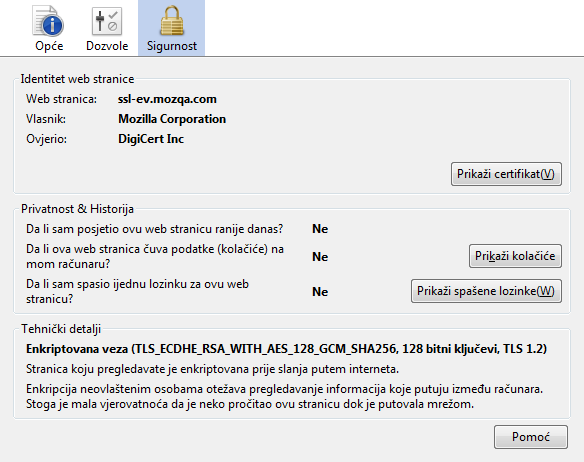 Opće
Dozvole
Sigurnost
Identitet web stranice
Web stranica:
ssl-ev.mozqa.com
Vlasnik:
Mozilla Corporation
Ovjerio:
DigiCert Inc
Prikaži certifikat(V)
Privatnost & Historija
Da li sam posjetio ovu web stranicu ranije danas?
Ne
Da li ova web stranica čuva podatke (kolačiće) na
mom računaru?
Ne
Prikaži kolačiće
Da li sam spasio ijednu lozinku za ovu web
stranicu?
Ne
Prikaži spašene lozinke(W)
Tehnički detalji
Enkriptovana veza (TLS_ECDHE_RSA_WITH_AES_128_GCM_SHA256, 128 bitni ključevi, TLS 1.2)
Stranica koju pregledavate je enkriptovana prije slanja putem interneta.
Enkripcija neovlaštenim osobama otežava pregledavanje informacija koje putuju između računara.
Stoga je mala vjerovatnoća da je neko pročitao ovu stranicu dok je putovala mrežom.
Pomoć